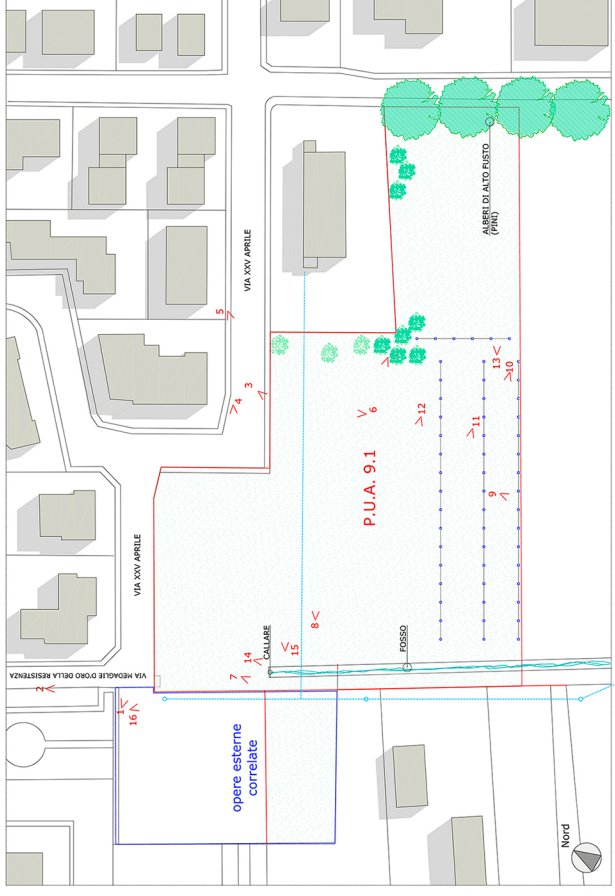 ALBERI DI ALTO FUSTO
(PINI)
VIA XXV APRILE
5
3
4
6
13
10
12
11
9
P.U.A. 9.1
VIA XXV APRILE
8
CALLARE
FOSSO
14
15
7
VIA MEDAGLIE D'ORO DELLA RESISTENZA
2
1
16
opere esterne
correlate
Nord